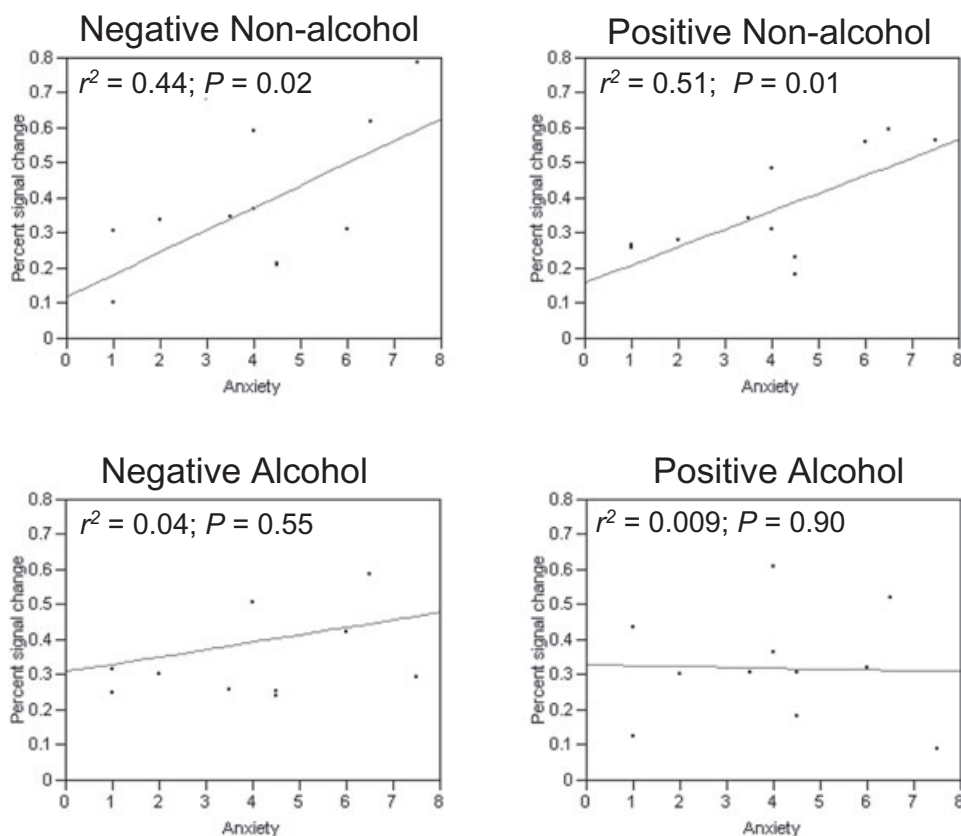 Negative Non-alcohol
r² = 0.44; P = 0.02
0.8
0.7
0.6
0.5
0.4
0.3
0.2
0.1
0
Percent signal change
0 1 2 3 4 5 6 7 8
Anxiety
Positive Non-alcohol
r² = 0.51; P = 0.01
0.8
0.7
0.6
0.5
0.4
0.3
0.2
0.1
0
Percent signal change
0 1 2 3 4 5 6 7 8
Anxiety
Negative Alcohol
r² = 0.04; P = 0.55
0.8
0.7
0.6
0.5
0.4
0.3
0.2
0.1
0
Percent signal change
0 1 2 3 4 5 6 7 8
Anxiety
Positive Alcohol
r² = 0.009; P = 0.90
0.8
0.7
0.6
0.5
0.4
0.3
0.2
0.1
0
Percent signal change
0 1 2 3 4 5 6 7 8
Anxiety